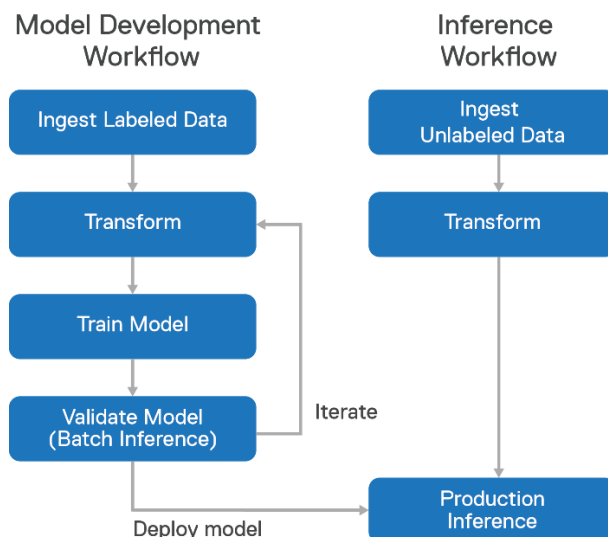 Model Development
Workflow
Ingest Labeled Data
Transform
Train Model
Validate Model
(Batch Inference)
Iterate
Deploy model
Inference
Workflow
Ingest
Unlabeled Data
Transform
Production
Inference